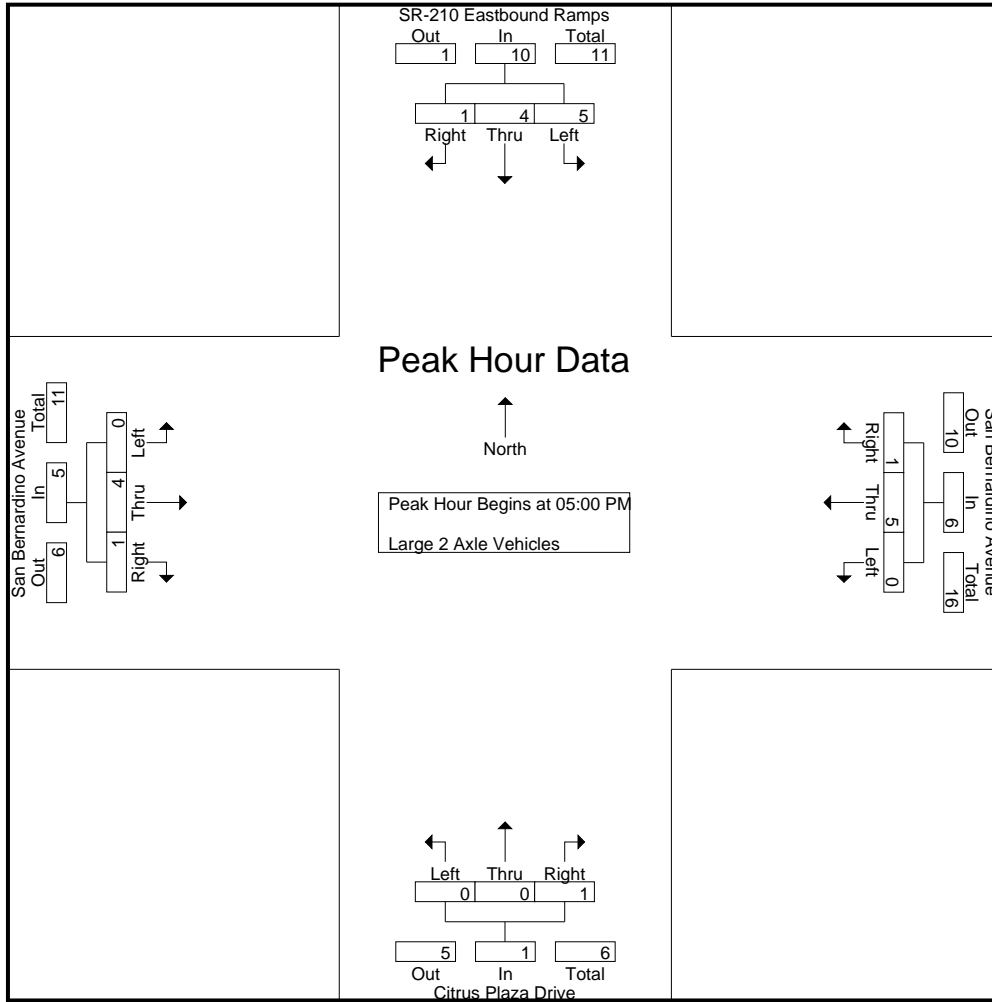 SR-210 Eastbound Ramps
Out In Total
1 10 11
1 4 5
Right Thru Left
Peak Hour Data
North
Peak Hour Begins at 05:00 PM
Large 2 Axle Vehicles
San Bernardino Avenue
Total In Out
11 5 6
0 4 1
Left Thru Right
Right Thru Left
1 5 0
10 6 16
Out In Total
San Bernardino Avenue
Left Thru Right
0 0 1
5 1 6
Out In Total
Citrus Plaza Drive